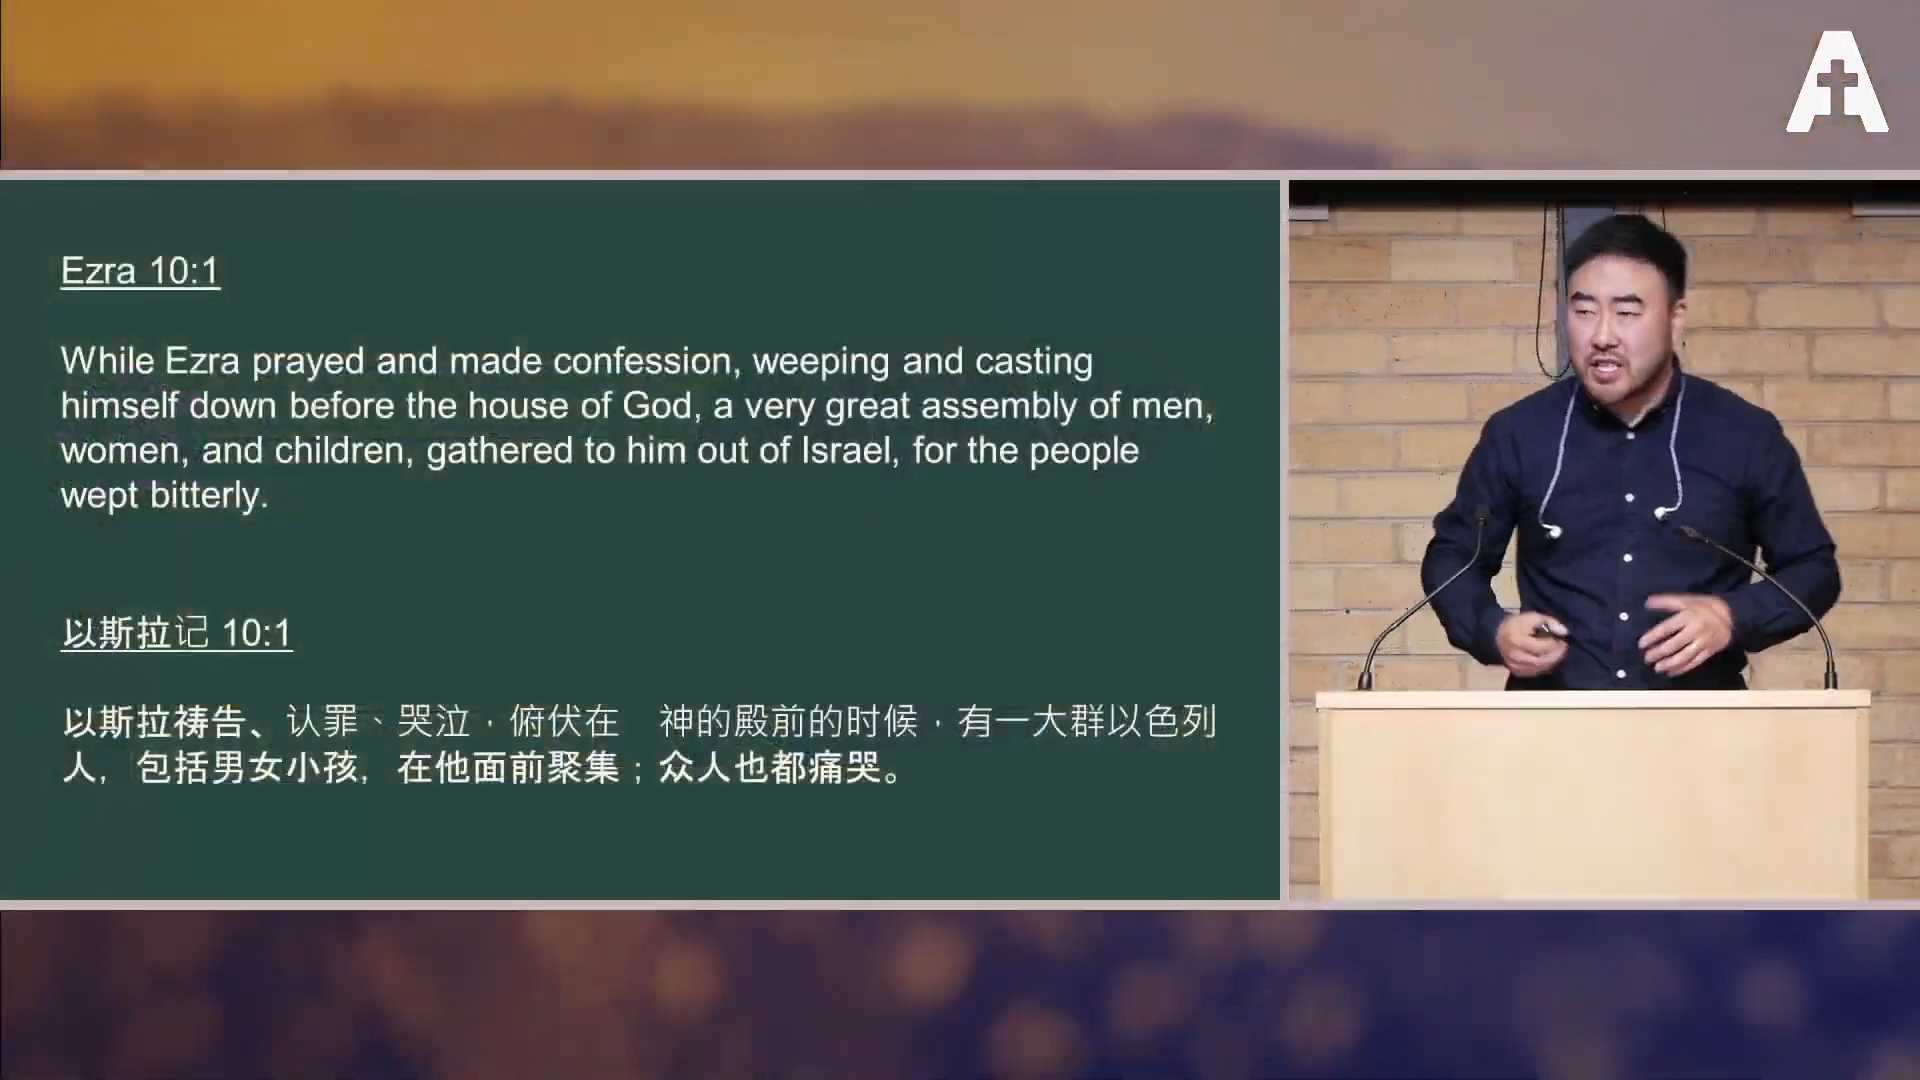 Ezra 10:1
While Ezra prayed and made confession, weeping and casting
himself down before the house of God, a very great assembly of men,
women, and children, gathered to him out of Israel, for the people
wept bitterly.
以斯拉记 10:1
以斯拉祷告、认罪、哭泣，俯伏在　神的殿前的时候，有一大群以色列
人，包括男女小孩，在他面前聚集；众人也都痛哭。